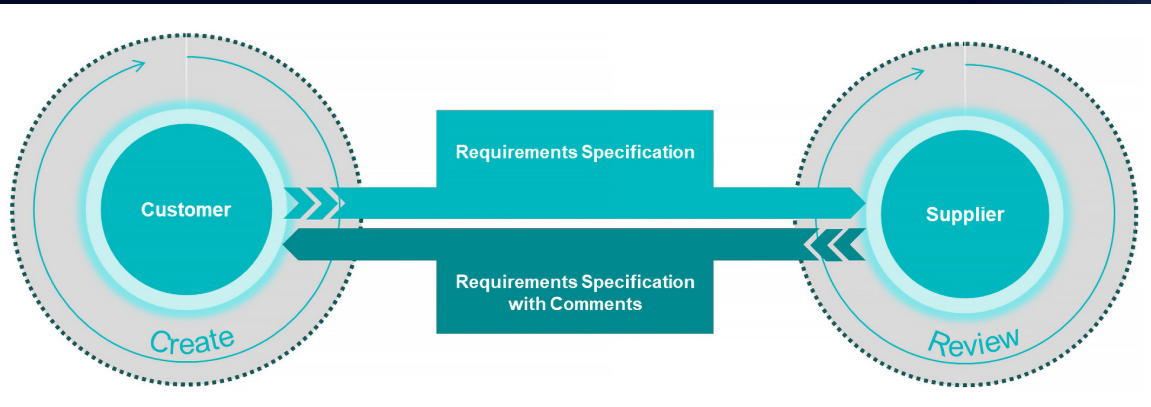 Requirements Specification
Customer
Supplier
Requirements Specification
with Comments
Create
Review